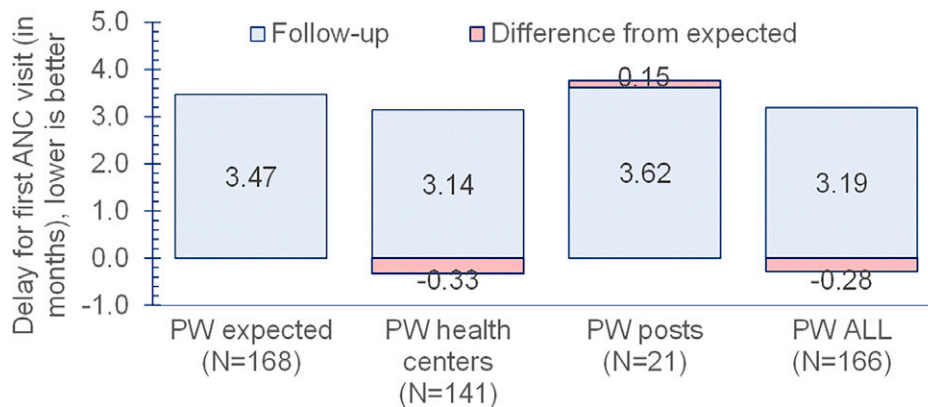 Delay for first ANC visit (in
months), lower is better
5.0
4.0
3.0
2.0
1.0
0.0
-1.0
Follow-up
Difference from expected
3.47
3.14
-0.33
0.15
3.62
3.19
-0.28
PW expected
(N=168)
PW health
centers
(N=141)
PW posts
(N=21)
PW ALL
(N=166)